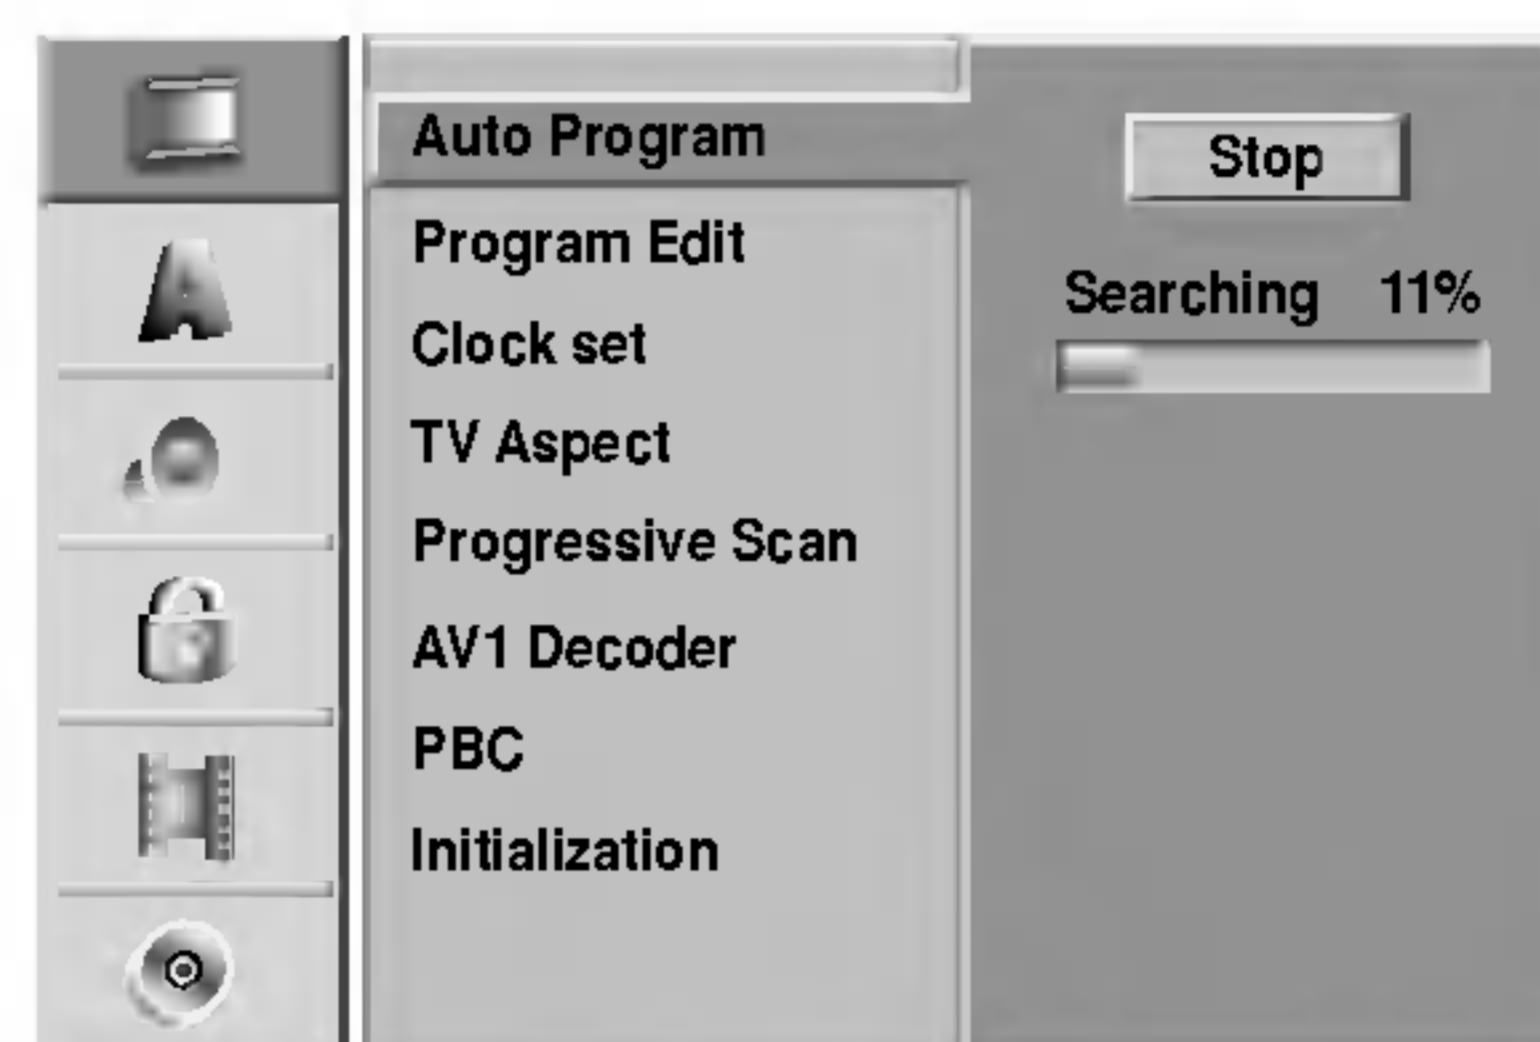 Auto Program
Program Edit
Clock set
TV Aspect
Progressive Scan
AV1 Decoder
PBC
Initialization
Stop
Searching 11%